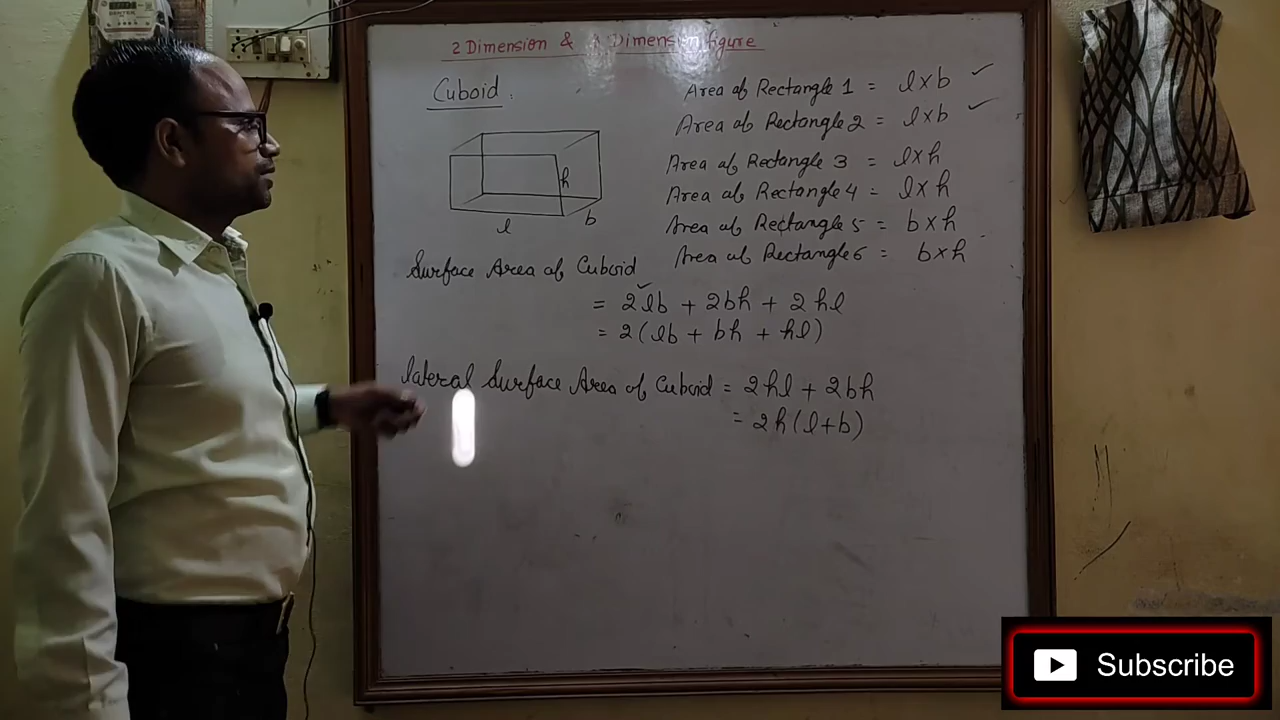 2 Dimension & Dimension figure
Cuboid
h
l
b
Area of Rectangle 1 = l×b ✓
Area of Rectangle 2 = l×b ✓
Area of Rectangle 3 = l×h
Area of Rectangle 4 = l×h
Area of Rectangle 5 = b×h
Area of Rectangle 6 = b×h
Surface Area of Cuboid
= 2lb + 2bh + 2hl
= 2(lb + bh + hl)
lateral Surface Area of Cuboid = 2hl + 2bh
= 2h(l+b)
Subscribe